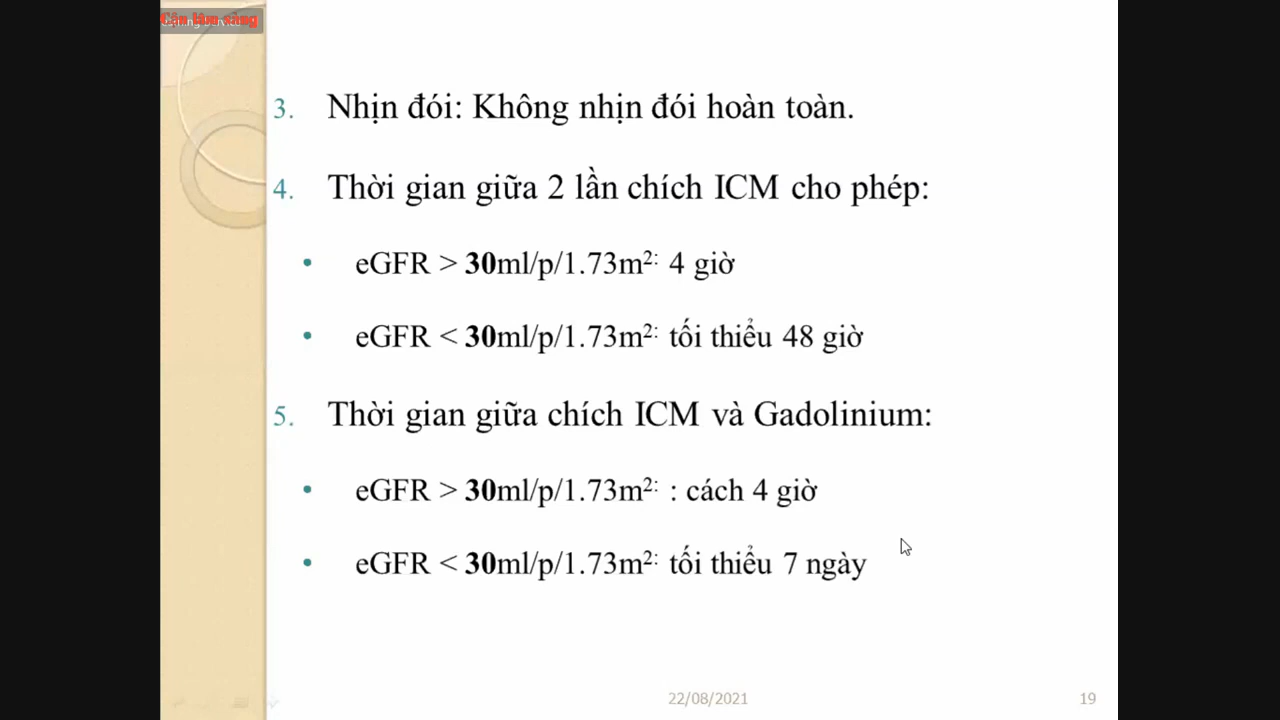 Cận lâm sàng
3. Nhịn đói: Không nhịn đói hoàn toàn.
4. Thời gian giữa 2 lần chích ICM cho phép:
• eGFR > 30ml/p/1.73m²: 4 giờ
• eGFR < 30ml/p/1.73m²: tối thiểu 48 giờ
5. Thời gian giữa chích ICM và Gadolinium:
• eGFR > 30ml/p/1.73m²: : cách 4 giờ
• eGFR < 30ml/p/1.73m²: tối thiểu 7 ngày
22/08/2021 19